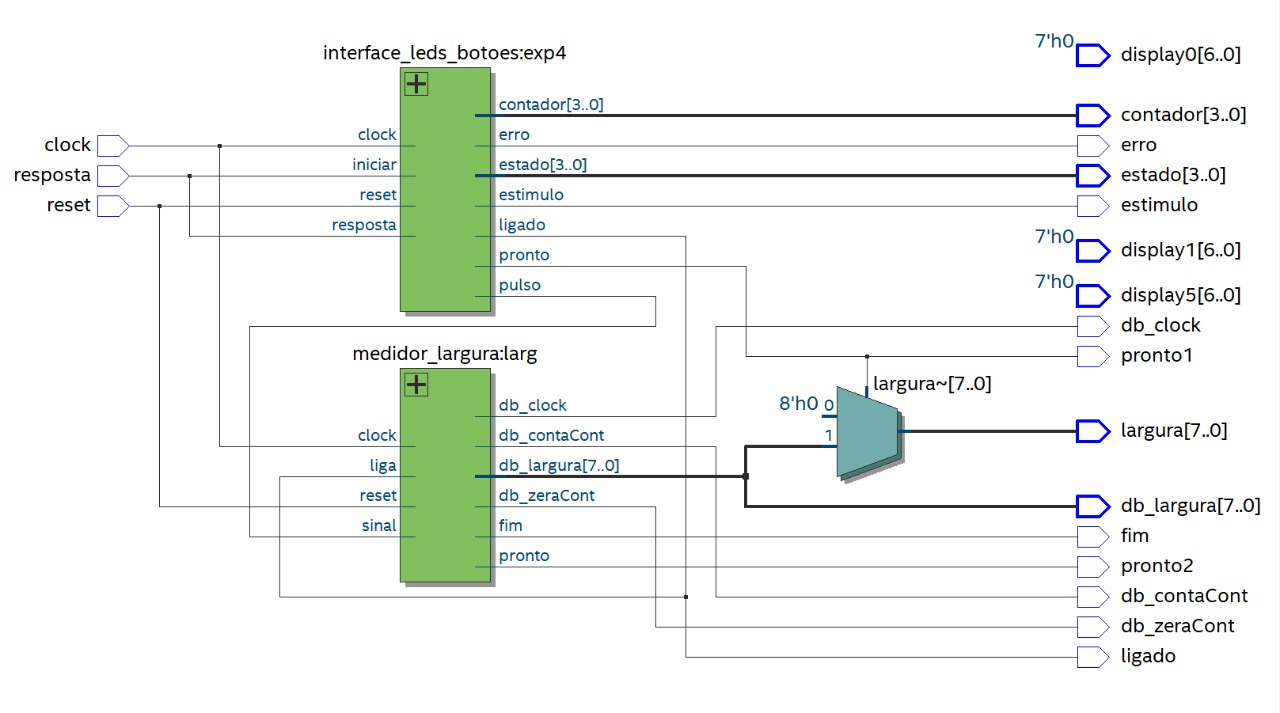 clock
resposta
reset
interface_leds_botoes:exp4
clock
iniciar
reset
resposta
contador[3..0]
erro
estado[3..0]
estimulo
ligado
pronto
pulso
medidor_largura:larg
clock
liga
reset
sinal
db_clock
db_contaCont
db_largura[7..0]
db_zeraCont
fim
pronto
largura~[7..0]
8'h0 0
1
7'h0 display0[6..0]
contador[3..0]
erro
estado[3..0]
estimulo
7'h0 display1[6..0]
7'h0 display5[6..0]
db_clock
pronto1
largura[7..0]
db_largura[7..0]
fim
pronto2
db_contaCont
db_zeraCont
ligado